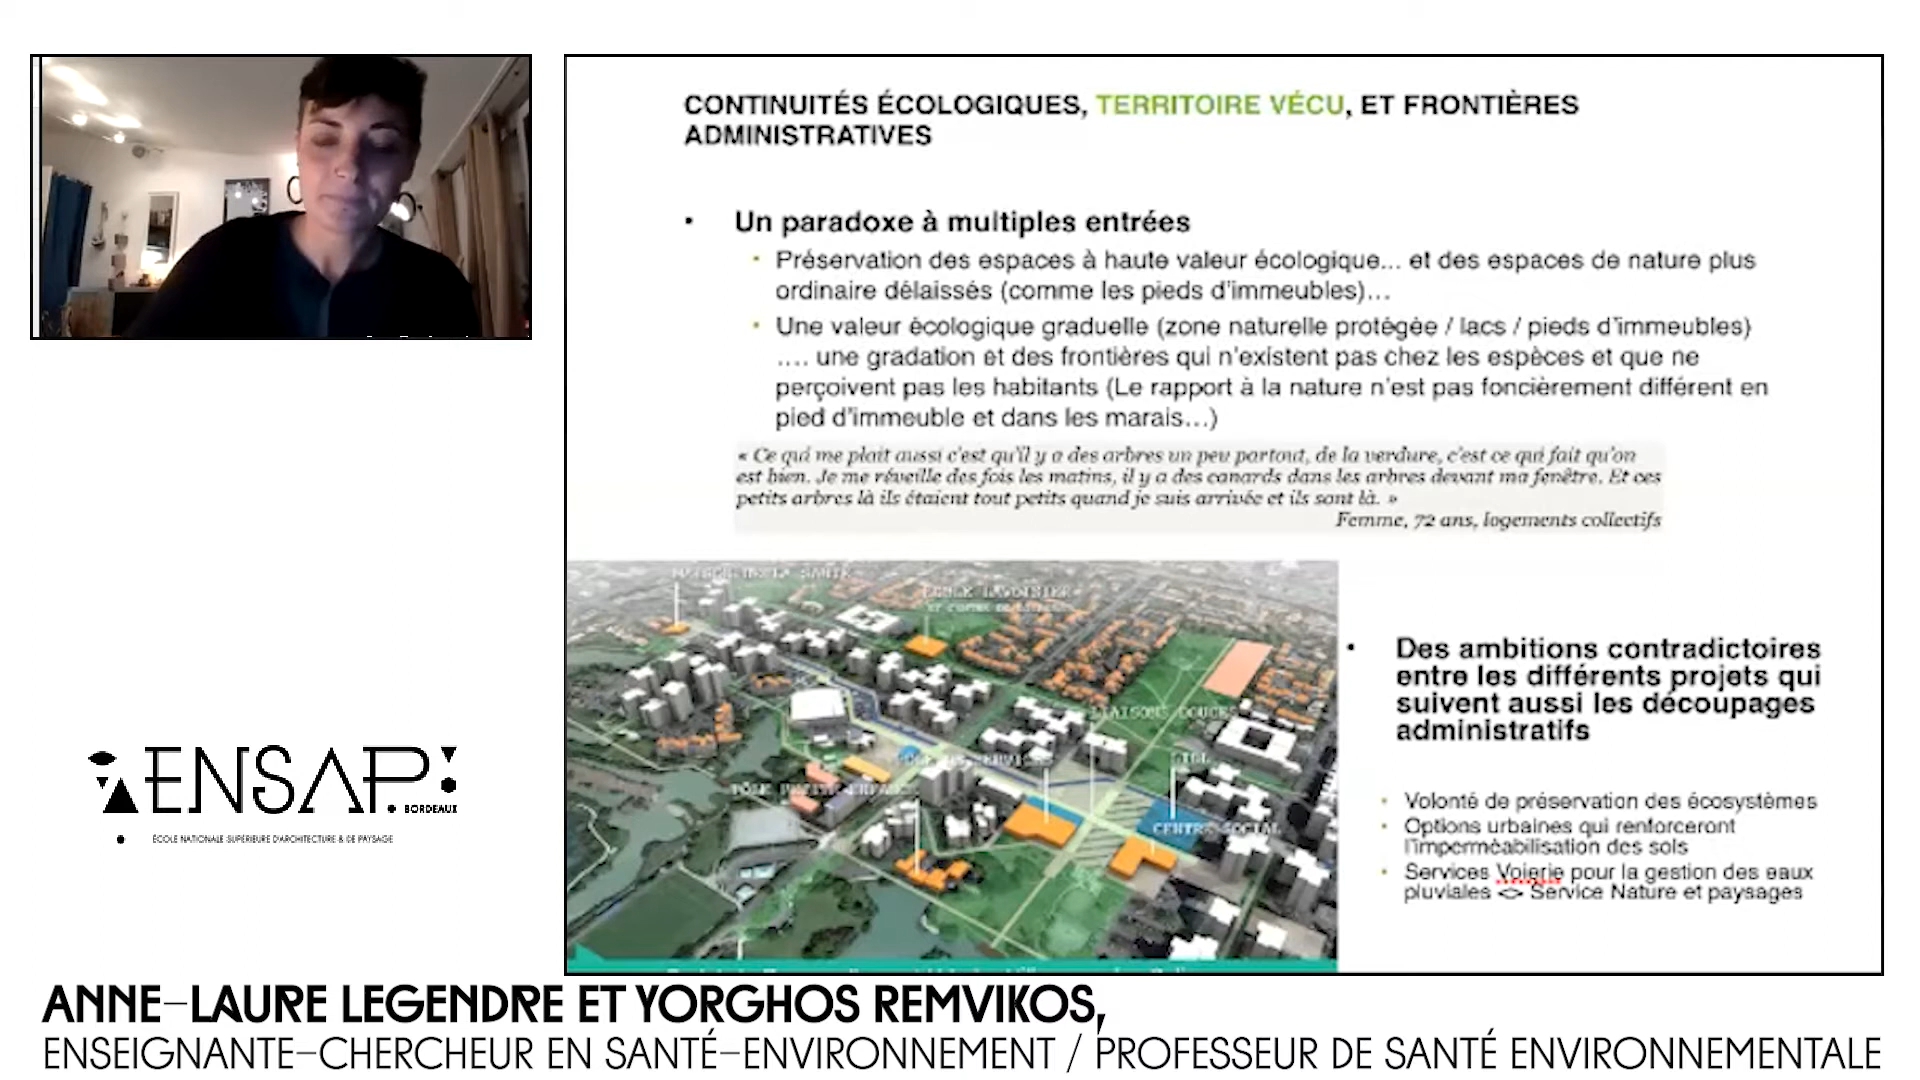 CONTINUITÉS ÉCOLOGIQUES, TERRITOIRE VÉCU, ET FRONTIÈRES
ADMINISTRATIVES
• Un paradoxe à multiples entrées
• Préservation des espaces à haute valeur écologique... et des espaces de nature plus
ordinaire délaissés (comme les pieds d'immeubles)...
• Une valeur écologique graduelle (zone naturelle protégée / lacs / pieds d'immeubles)
.... une gradation et des frontières qui n'existent pas chez les espèces et que ne
perçoivent pas les habitants (Le rapport à la nature n'est pas foncièrement différent en
pied d'immeuble et dans les marais...)
« Ce qui me plait aussi c'est qu'il y a des arbres un peu partout, de la verdure, c'est ce qui fait qu'on
est bien. Je me réveille des fois les matins, il y a des canards dans les arbres devant ma fenêtre. Et ces
petits arbres là ils étaient tout petits quand je suis arrivée et ils sont là. »
Femme, 72 ans, logements collectifs
MAISON DE LA SANTÉ
ÉCOLE LAVOISIER
LIAISONS DOUCES
PÔLE PETITE ENFANCE
CENTRE SOCIAL
• Des ambitions contradictoires
entre les différents projets qui
suivent aussi les découpages
administratifs
• Volonté de préservation des écosystèmes
• Options urbaines qui renforceront
l'imperméabilisation des sols
• Services Voierie pour la gestion des eaux
pluviales <> Service Nature et paysages
ENSAP
BORDEAUX
ÉCOLE NATIONALE SUPÉRIEURE D'ARCHITECTURE & DE PAYSAGE
ANNE-LAURE LEGENDRE ET YORGHOS REMVIKOS,
ENSEIGNANTE-CHERCHEUR EN SANTÉ-ENVIRONNEMENT / PROFESSEUR DE SANTÉ ENVIRONNEMENTALE